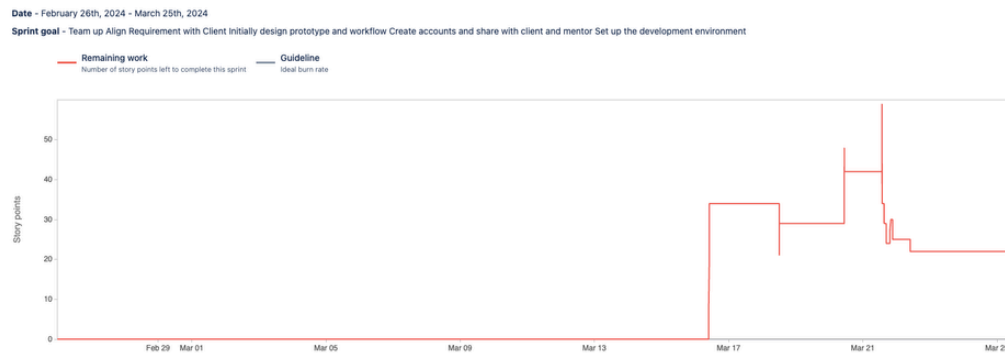 Date - February 26th, 2024 - March 25th, 2024
Sprint goal - Team up Align Requirement with Client Initially design prototype and workflow Create accounts and share with client and mentor Set up the development environment
Remaining work
Number of story points left to complete this sprint
Guideline
Ideal burn rate
Story points
50
40
30
20
10
0
Feb 29 Mar 01 Mar 05 Mar 09 Mar 13 Mar 17 Mar 21 Mar 2